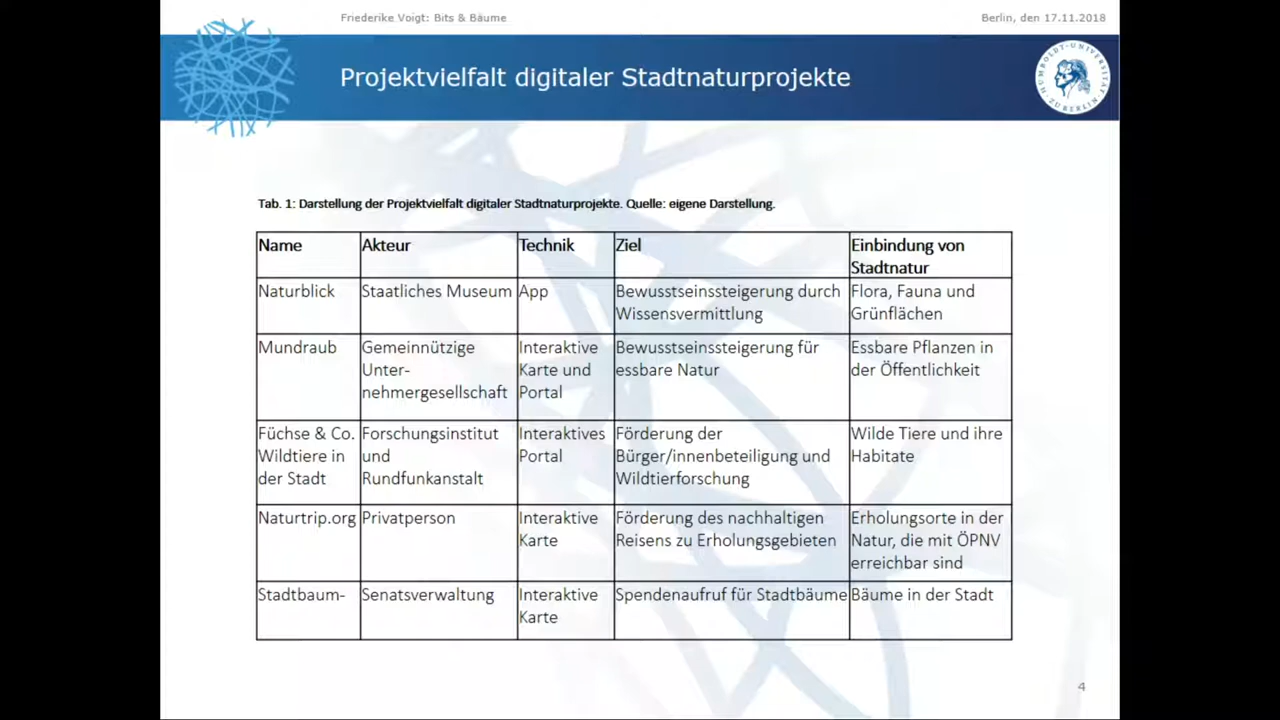 Friederike Voigt: Bits & Bäume
Berlin, den 17.11.2018
Projektvielfalt digitaler Stadtnaturprojekte
HUMBOLDT-UNIVERSITÄT ZU BERLIN
Tab. 1: Darstellung der Projektvielfalt digitaler Stadtnaturprojekte. Quelle: eigene Darstellung.
Name
Akteur
Technik
Ziel
Einbindung von
Stadtnatur
Naturblick
Staatliches Museum
App
Bewusstseinssteigerung durch
Wissensvermittlung
Flora, Fauna und
Grünflächen
Mundraub
Gemeinnützige
Unter-
nehmergesellschaft
Interaktive
Karte und
Portal
Bewusstseinssteigerung für
essbare Natur
Essbare Pflanzen in
der Öffentlichkeit
Füchse & Co.
Wildtiere in
der Stadt
Forschungsinstitut
und
Rundfunkanstalt
Interaktives
Portal
Förderung der
Bürger/innenbeteiligung und
Wildtierforschung
Wilde Tiere und ihre
Habitate
Naturtrip.org
Privatperson
Interaktive
Karte
Förderung des nachhaltigen
Reisens zu Erholungsgebieten
Erholungsorte in der
Natur, die mit ÖPNV
erreichbar sind
Stadtbaum-
Senatsverwaltung
Interaktive
Karte
Spendenaufruf für Stadtbäume
Bäume in der Stadt
4